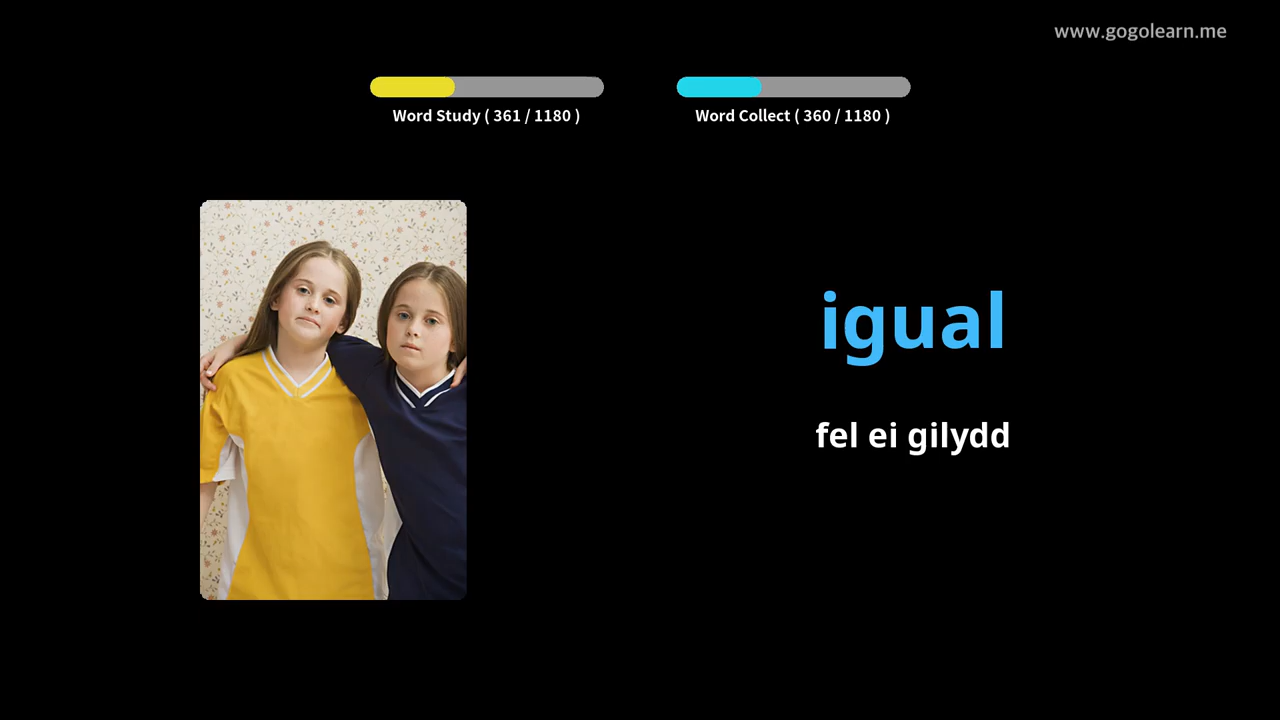 www.gogolearn.me
Word Study ( 361 / 1180 )
Word Collect ( 360 / 1180 )
igual
fel ei gilydd